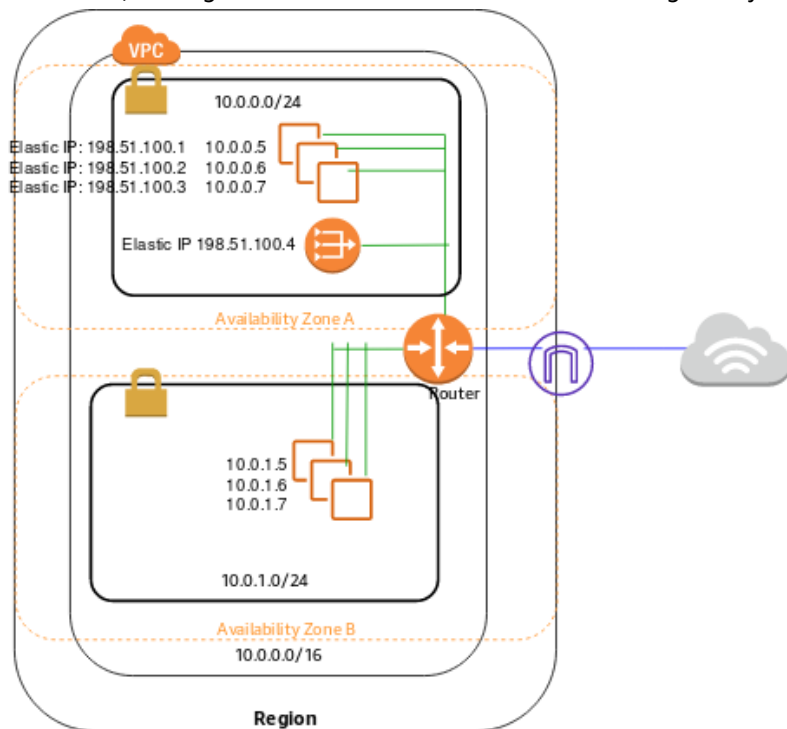 VPC
10.0.0.0/24
Elastic IP: 198.51.100.1 10.0.0.5
Elastic IP: 198.51.100.2 10.0.0.6
Elastic IP: 198.51.100.3 10.0.0.7
Elastic IP 198.51.100.4
Availability Zone A
Router
10.0.1.5
10.0.1.6
10.0.1.7
10.0.1.0/24
Availability Zone B
10.0.0.0/16
Region